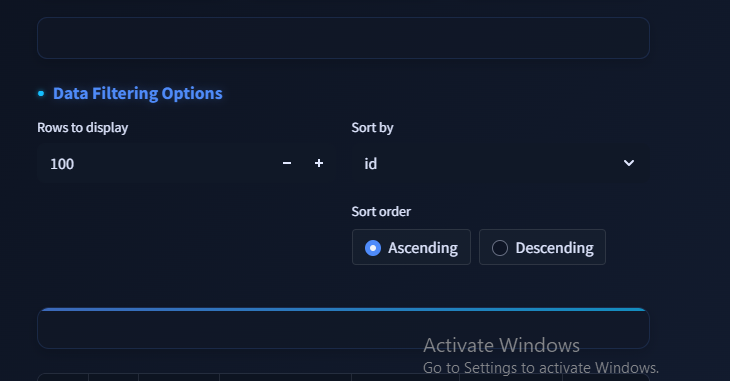 Data Filtering Options
Rows to display
Sort by
100
id
Sort order
Ascending
Descending
Activate Windows
Go to Settings to activate Windows.